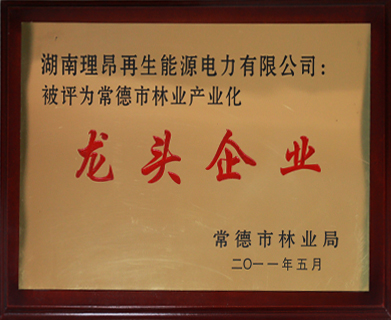 湖南理昂再生能源电力有限公司：
被评为常德市林业产业化
龙头企业
常德市林业局
二〇一一年五月